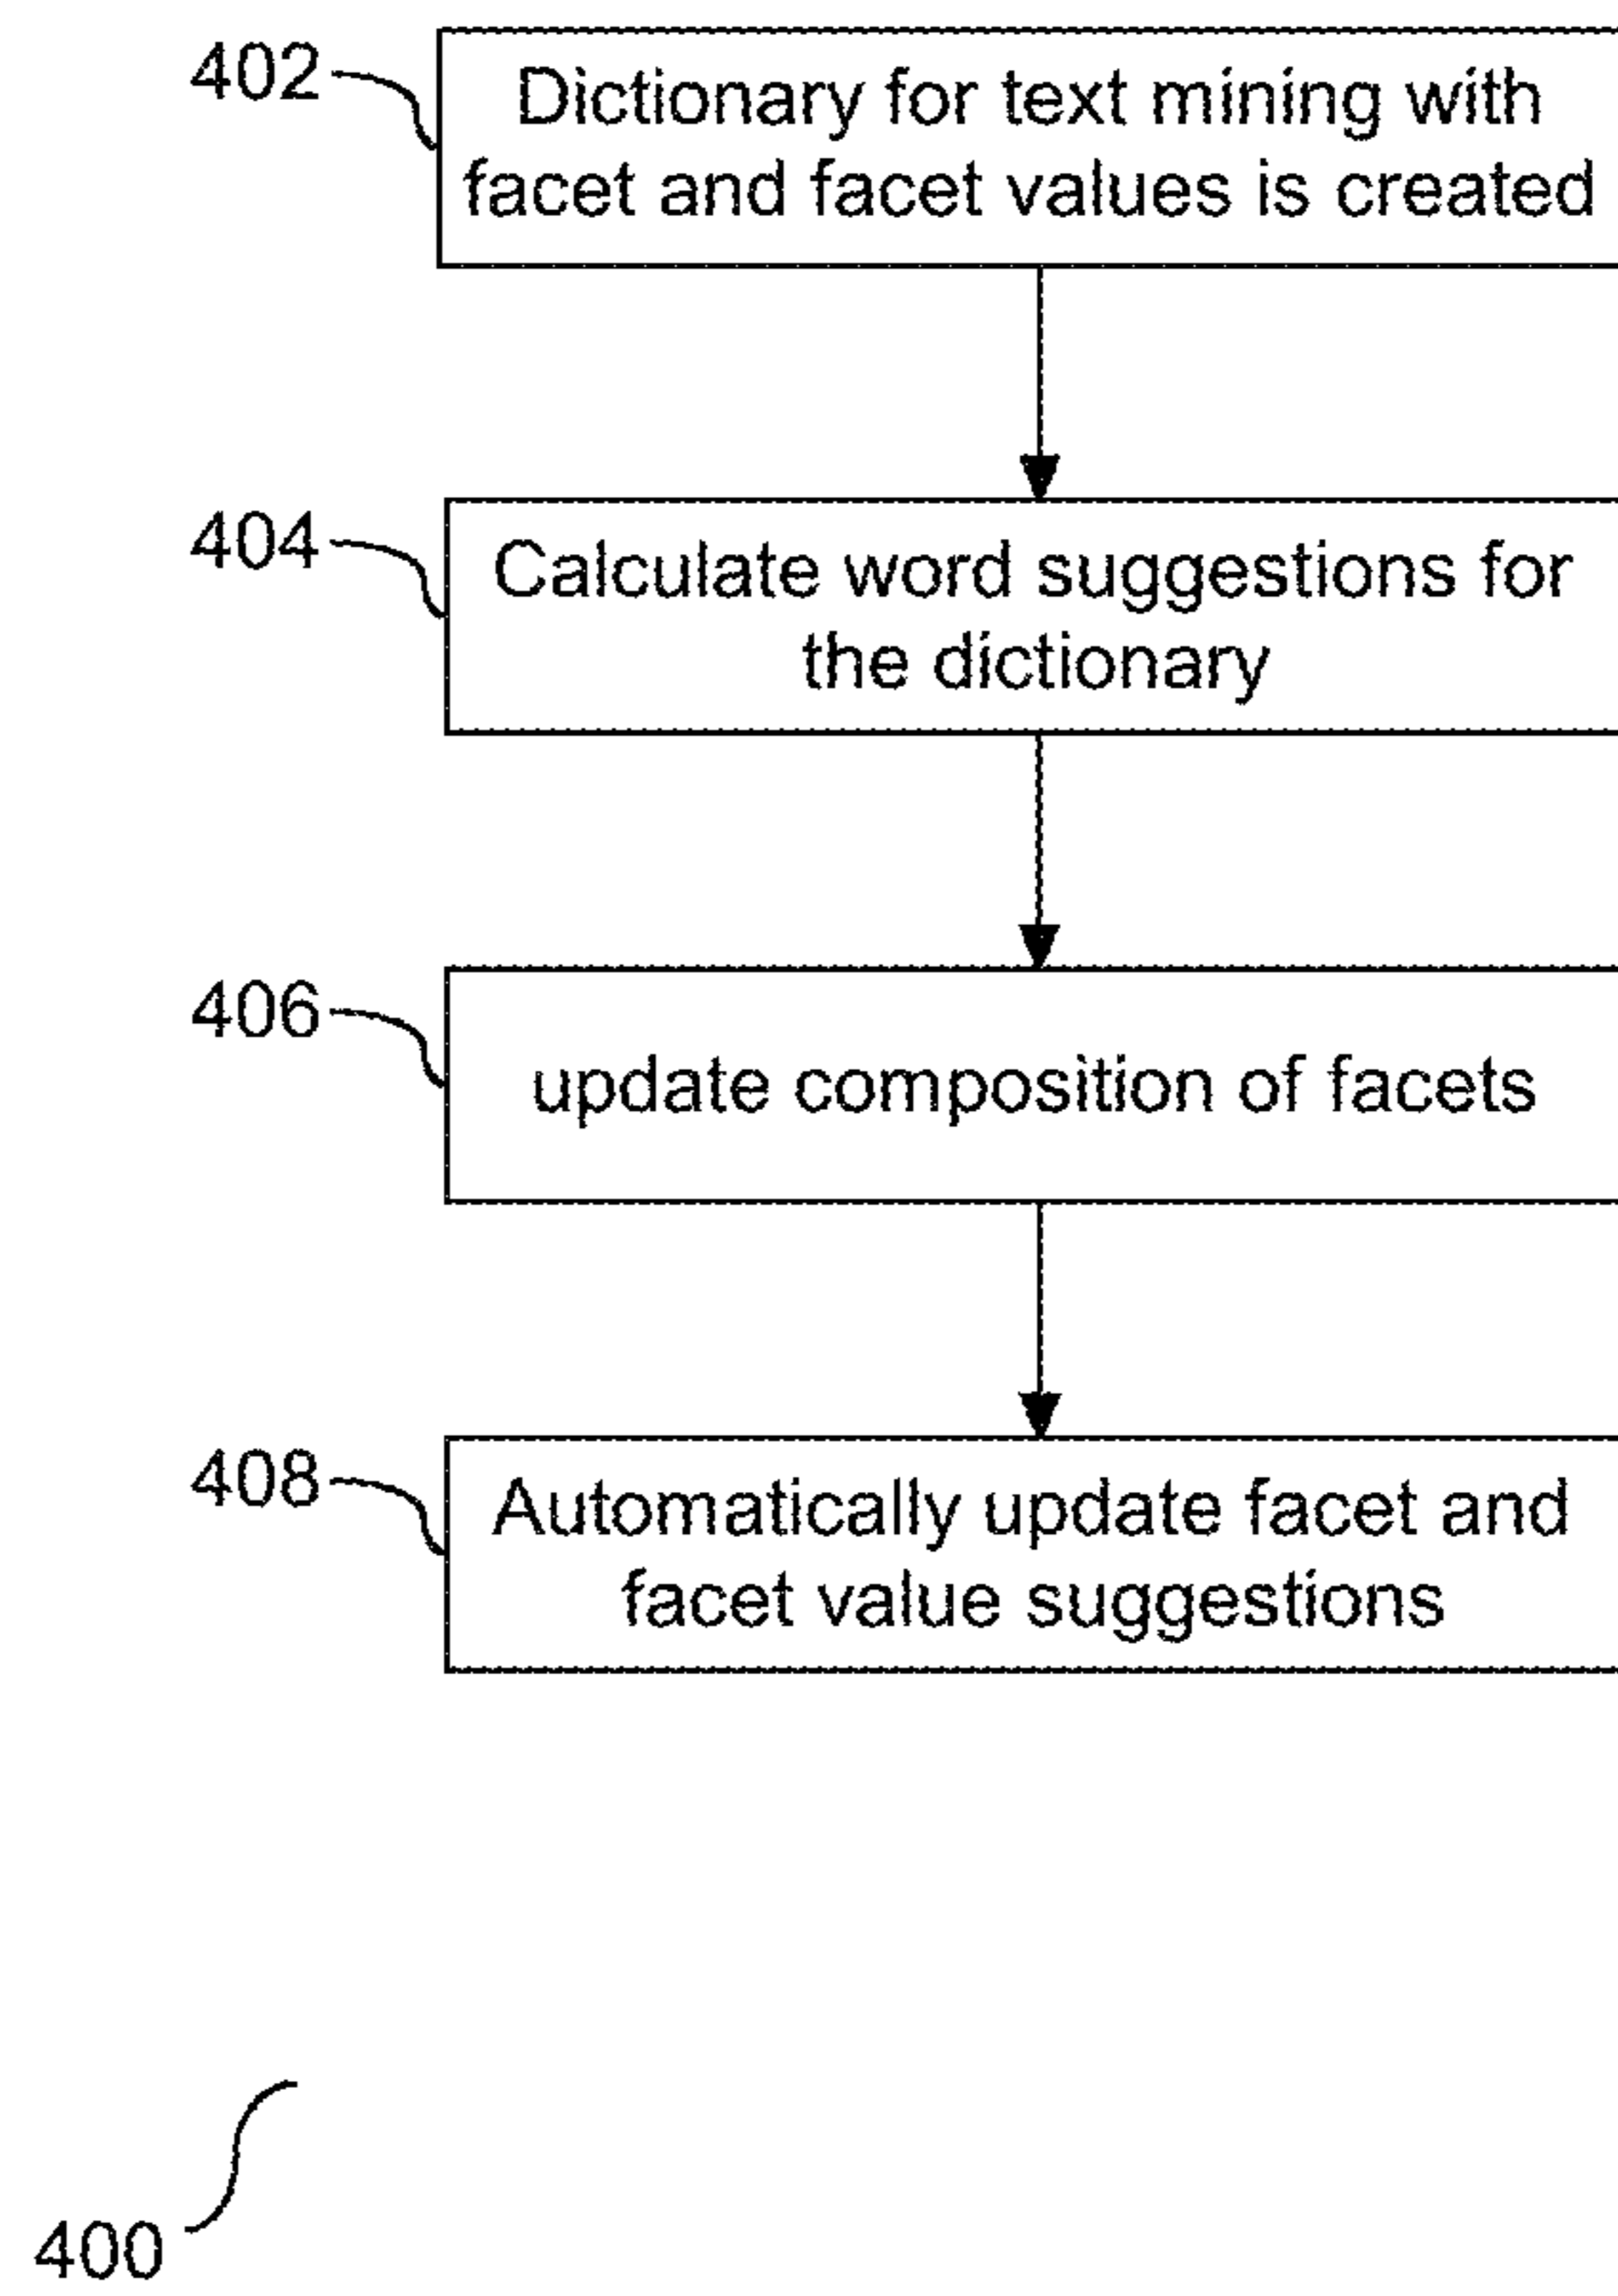 402
Dictionary for text mining with
facet and facet values is created
404
Calculate word suggestions for
the dictionary
406
update composition of facets
408
Automatically update facet and
facet value suggestions
400